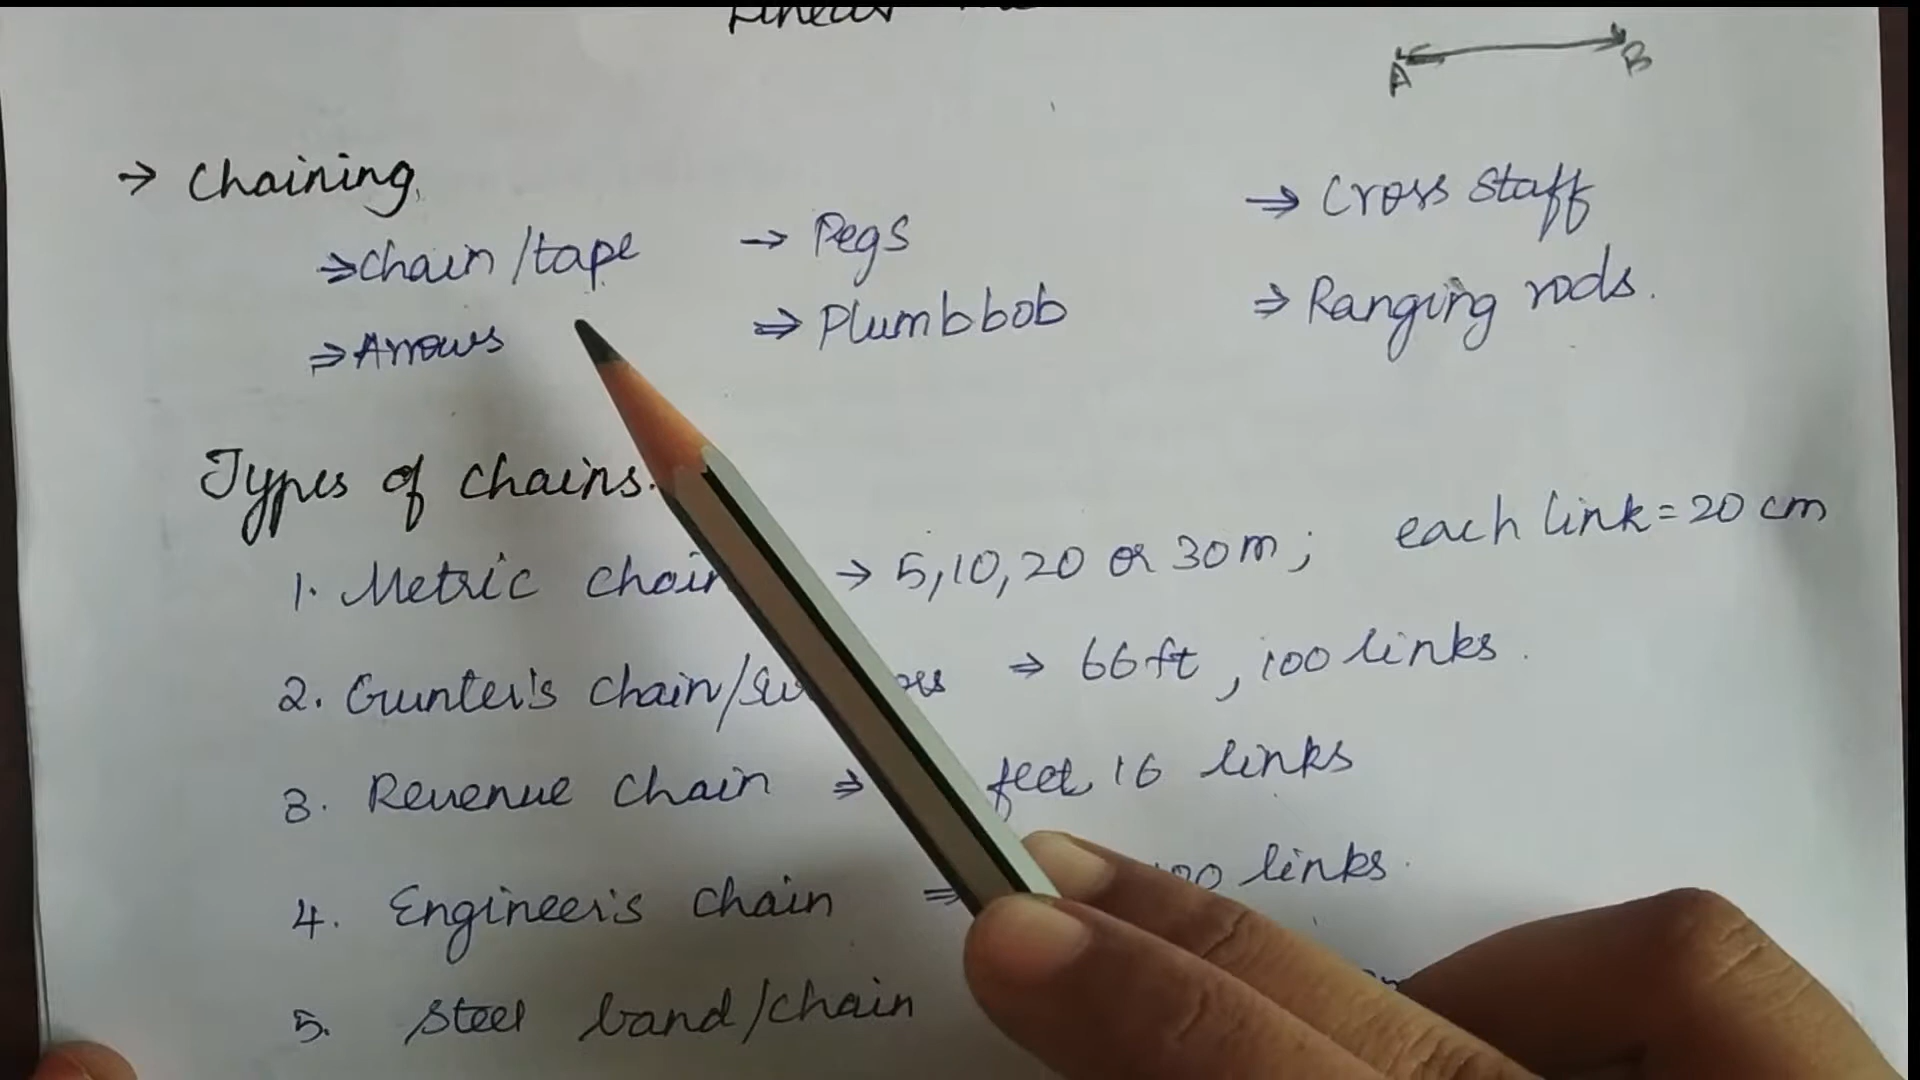 Linear
A B
→ Chaining
⇒ chain/tape → Pegs → Cross staff
⇒ Arrows ⇒ Plumbbob ⇒ Ranging rods.
Types of chains.
1. Metric chain → 5,10,20 or 30m; each link = 20 cm
2. Gunter's chain/ ⇒ 66ft, 100 links.
3. Revenue chain ⇒ feet 16 links
4. Engineer's chain ⇒ links.
5. Steel band/chain